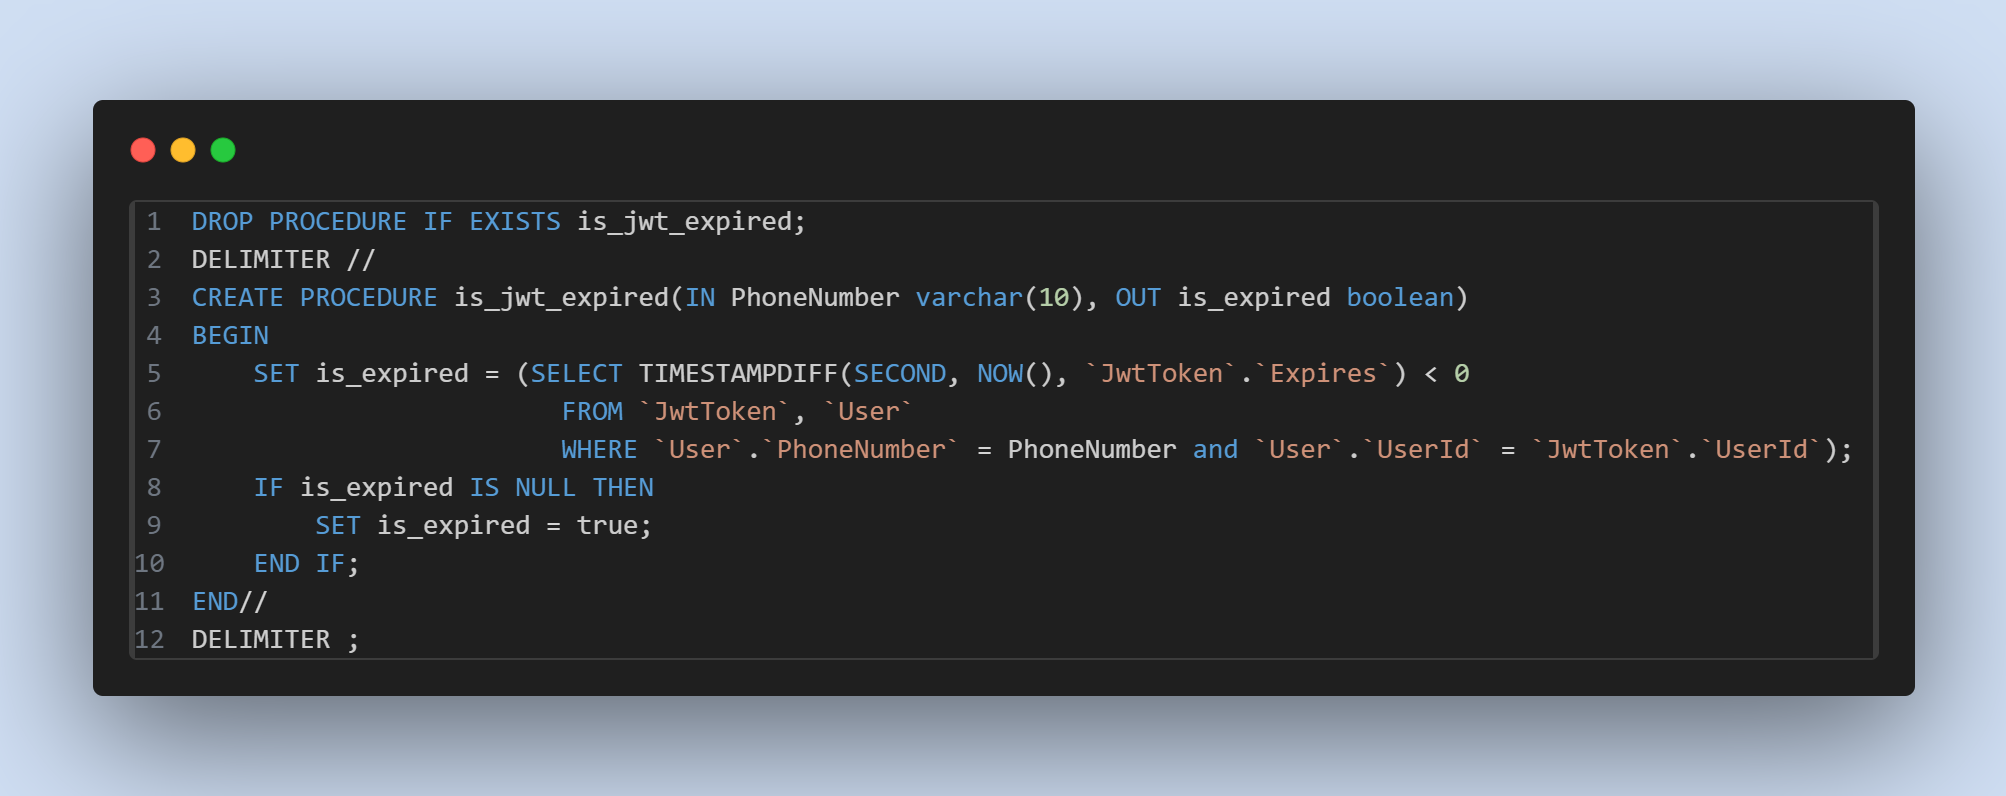 1 DROP PROCEDURE IF EXISTS is_jwt_expired;
2 DELIMITER //
3 CREATE PROCEDURE is_jwt_expired(IN PhoneNumber varchar(10), OUT is_expired boolean)
4 BEGIN
5     SET is_expired = (SELECT TIMESTAMPDIFF(SECOND, NOW(), `JwtToken`.`Expires`) < 0
6                         FROM `JwtToken`, `User`
7                         WHERE `User`.`PhoneNumber` = PhoneNumber and `User`.`UserId` = `JwtToken`.`UserId`);
8     IF is_expired IS NULL THEN
9         SET is_expired = true;
10     END IF;
11 END//
12 DELIMITER ;